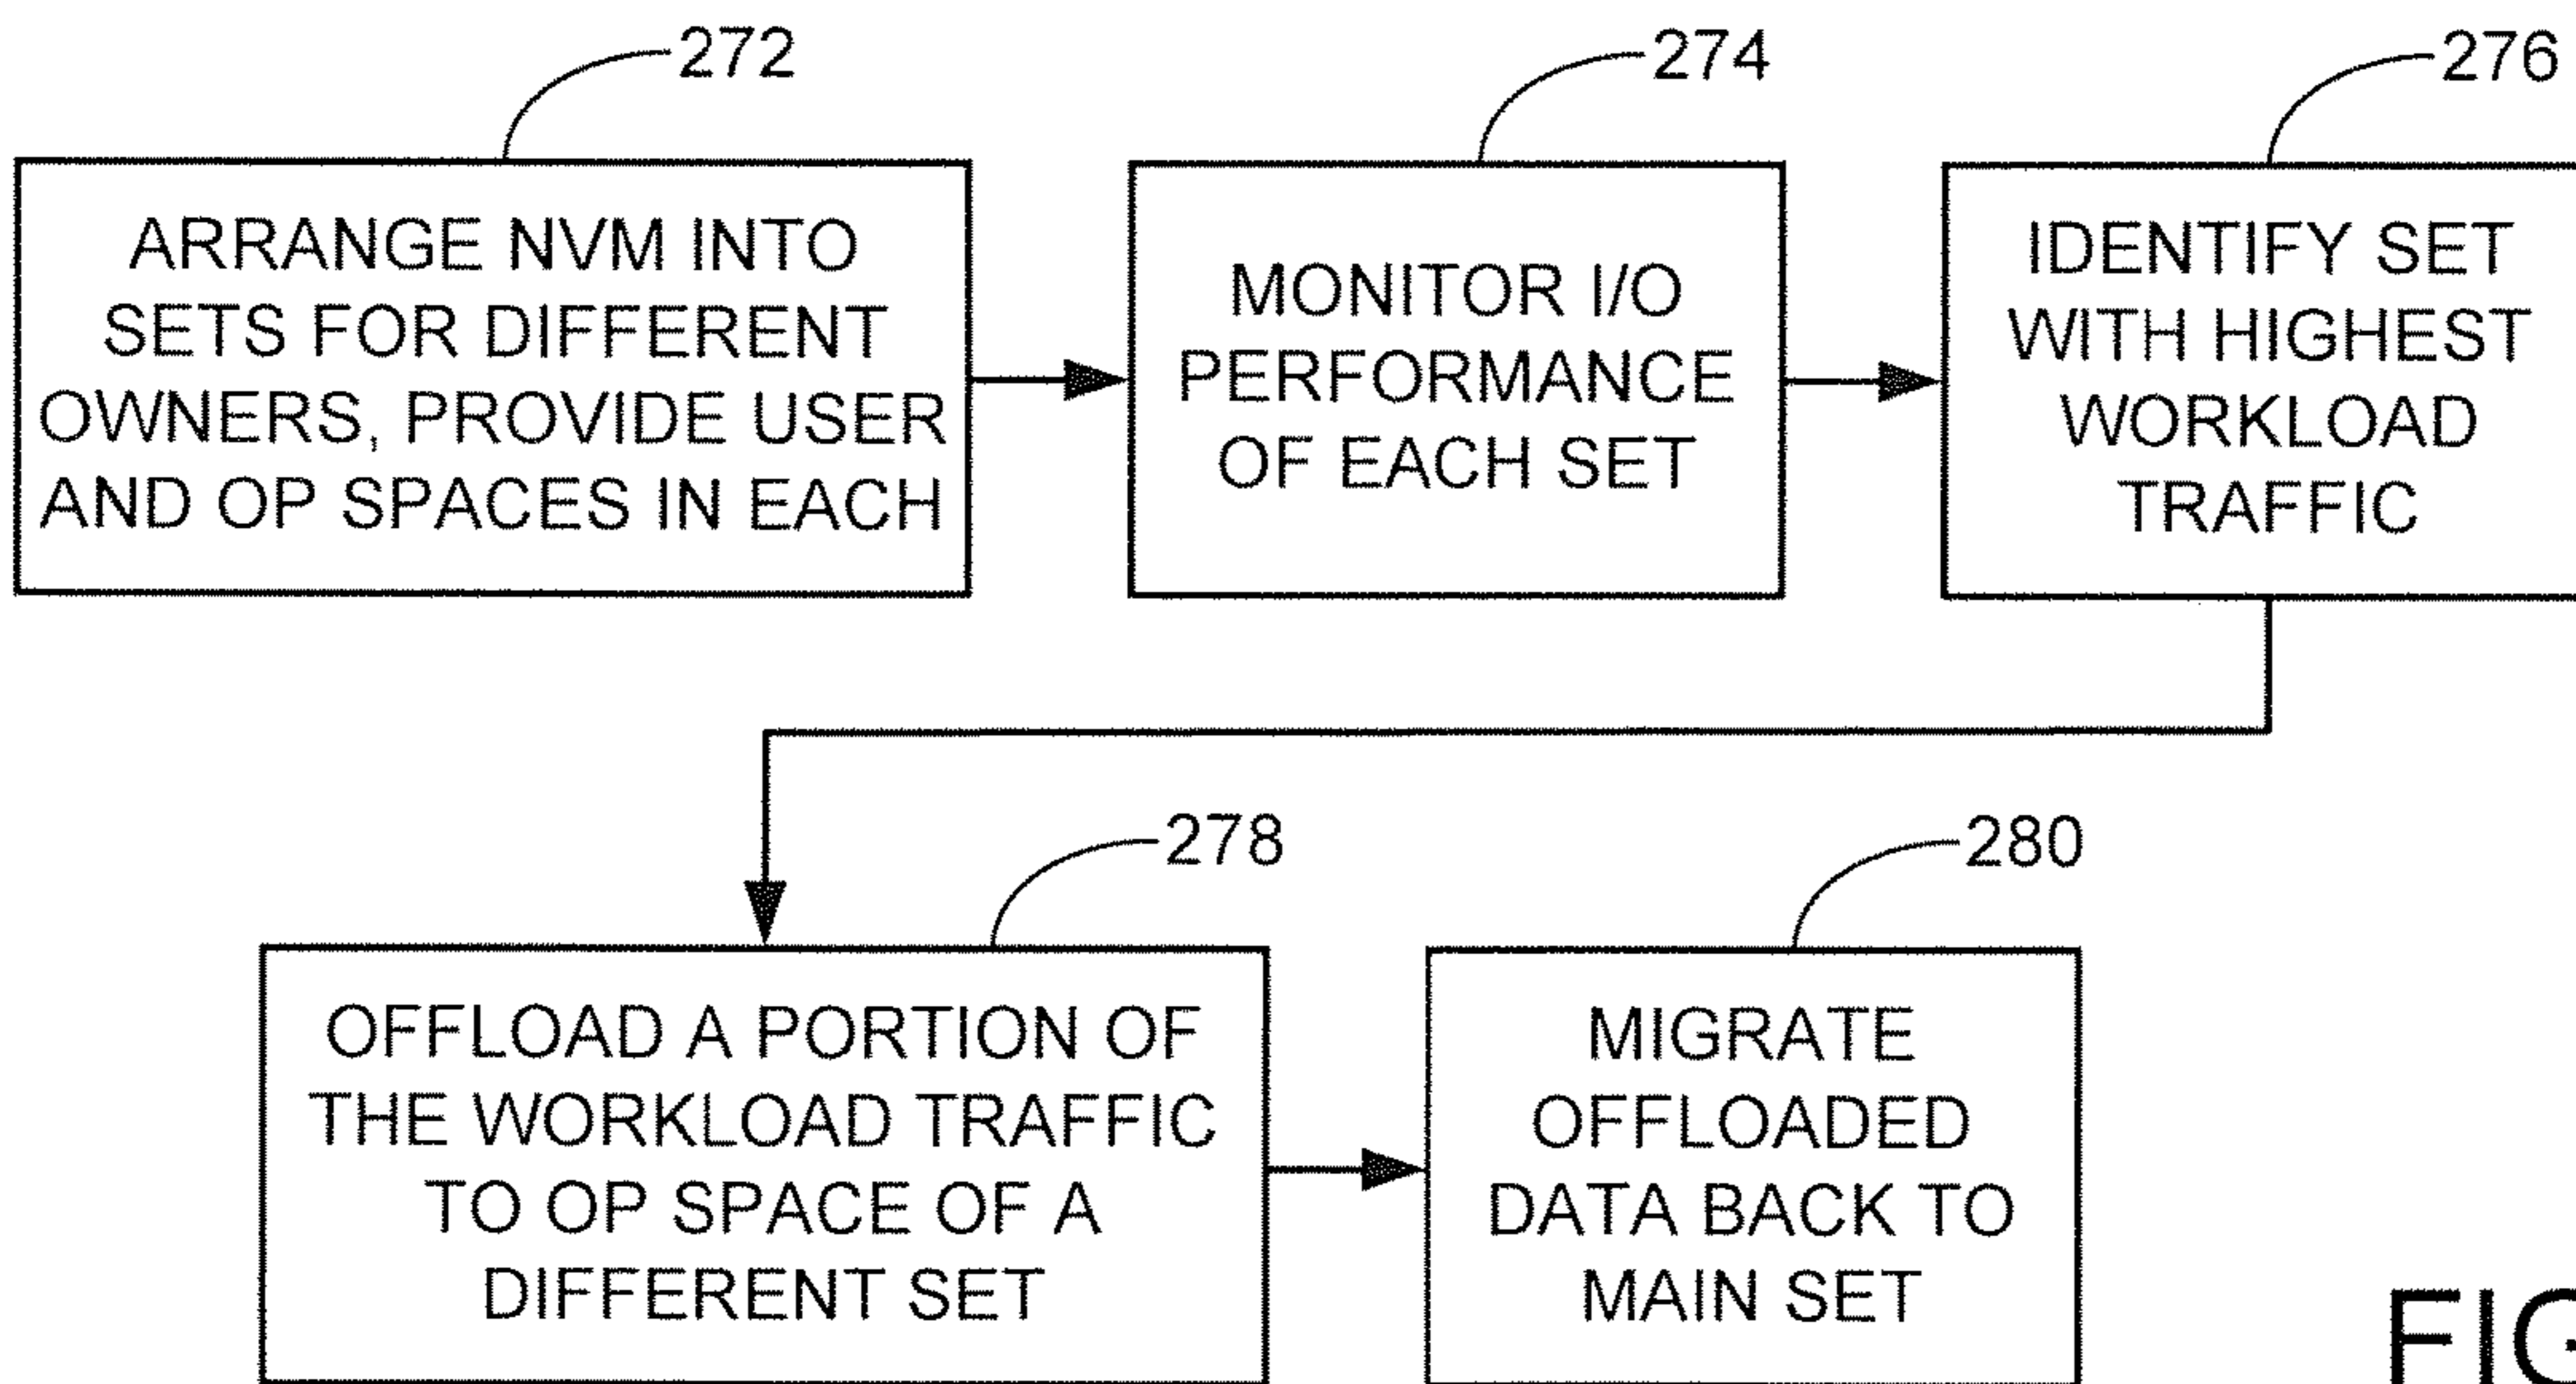 272
274
276
ARRANGE NVM INTO
SETS FOR DIFFERENT
OWNERS, PROVIDE USER
AND OP SPACES IN EACH
MONITOR I/O
PERFORMANCE
OF EACH SET
IDENTIFY SET
WITH HIGHEST
WORKLOAD
TRAFFIC
278
280
OFFLOAD A PORTION OF
THE WORKLOAD TRAFFIC
TO OP SPACE OF A
DIFFERENT SET
MIGRATE
OFFLOADED
DATA BACK TO
MAIN SET